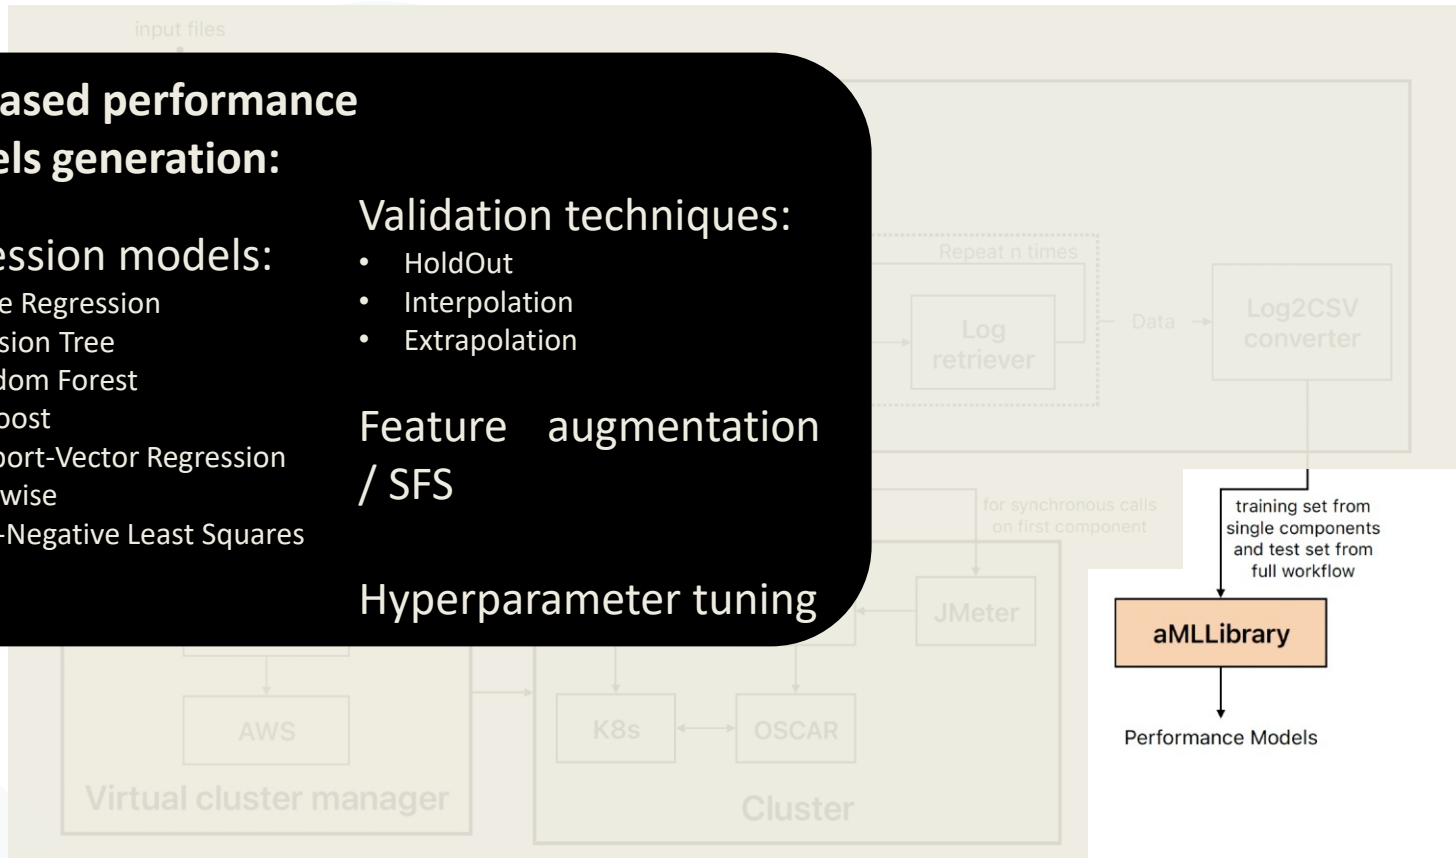 input files
ased performance
els generation:
ession models:
e Regression
sion Tree
dom Forest
oost
port-Vector Regression
wise
-Negative Least Squares
Validation techniques:
• HoldOut
• Interpolation
• Extrapolation
Feature augmentation
/ SFS
Hyperparameter tuning
Repeat n times
Log
retriever
Data
Log2CSV
converter
for synchronous calls
on first component
training set from
single components
and test set from
full workflow
JMeter
aMLLibrary
Performance Models
AWS
K8s
OSCAR
Virtual cluster manager
Cluster